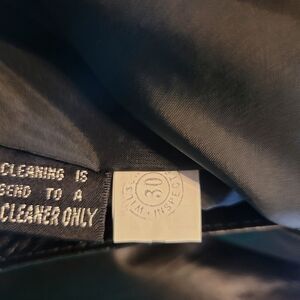 CLEANING IS
SEND TO A
CLEANER ONLY
30